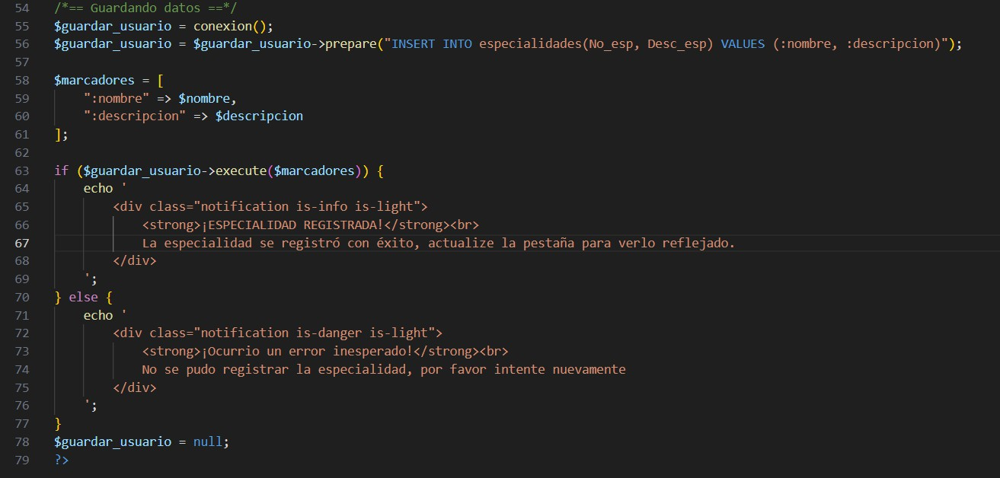 54 /*== Guardando datos ==*/
55 $guardar_usuario = conexion();
56 $guardar_usuario = $guardar_usuario->prepare("INSERT INTO especialidades(No_esp, Desc_esp) VALUES (:nombre, :descripcion)");
57
58 $marcadores = [
59     ":nombre" => $nombre,
60     ":descripcion" => $descripcion
61 ];
62
63 if ($guardar_usuario->execute($marcadores)) {
64     echo '
65         <div class="notification is-info is-light">
66             <strong>¡ESPECIALIDAD REGISTRADA!</strong><br>
67             La especialidad se registró con éxito, actualize la pestaña para verlo reflejado.
68         </div>
69     ';
70 } else {
71     echo '
72         <div class="notification is-danger is-light">
73             <strong>¡Ocurrio un error inesperado!</strong><br>
74             No se pudo registrar la especialidad, por favor intente nuevamente
75         </div>
76     ';
77 }
78 $guardar_usuario = null;
79 ?>